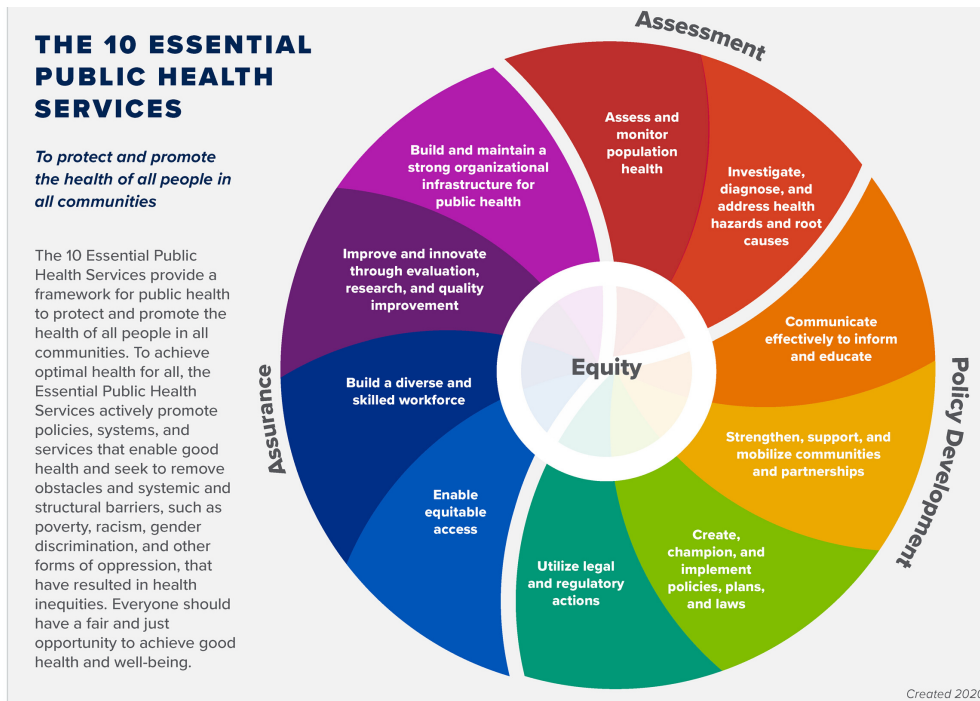 THE 10 ESSENTIAL
PUBLIC HEALTH
SERVICES
To protect and promote
the health of all people in
all communities
The 10 Essential Public
Health Services provide a
framework for public health
to protect and promote the
health of all people in all
communities. To achieve
optimal health for all, the
Essential Public Health
Services actively promote
policies, systems, and
services that enable good
health and seek to remove
obstacles and systemic and
structural barriers, such as
poverty, racism, gender
discrimination, and other
forms of oppression, that
have resulted in health
inequities. Everyone should
have a fair and just
opportunity to achieve good
health and well-being.
Assessment
Assess and
monitor
population
health
Investigate,
diagnose, and
address health
hazards and root
causes
Policy Development
Communicate
effectively to inform
and educate
Strengthen, support, and
mobilize communities
and partnerships
Create,
champion, and
implement
policies, plans,
and laws
Utilize legal
and regulatory
actions
Assurance
Enable
equitable
access
Build a diverse and
skilled workforce
Improve and innovate
through evaluation,
research, and quality
improvement
Build and maintain a
strong organizational
infrastructure for
public health
Equity
Created 2020